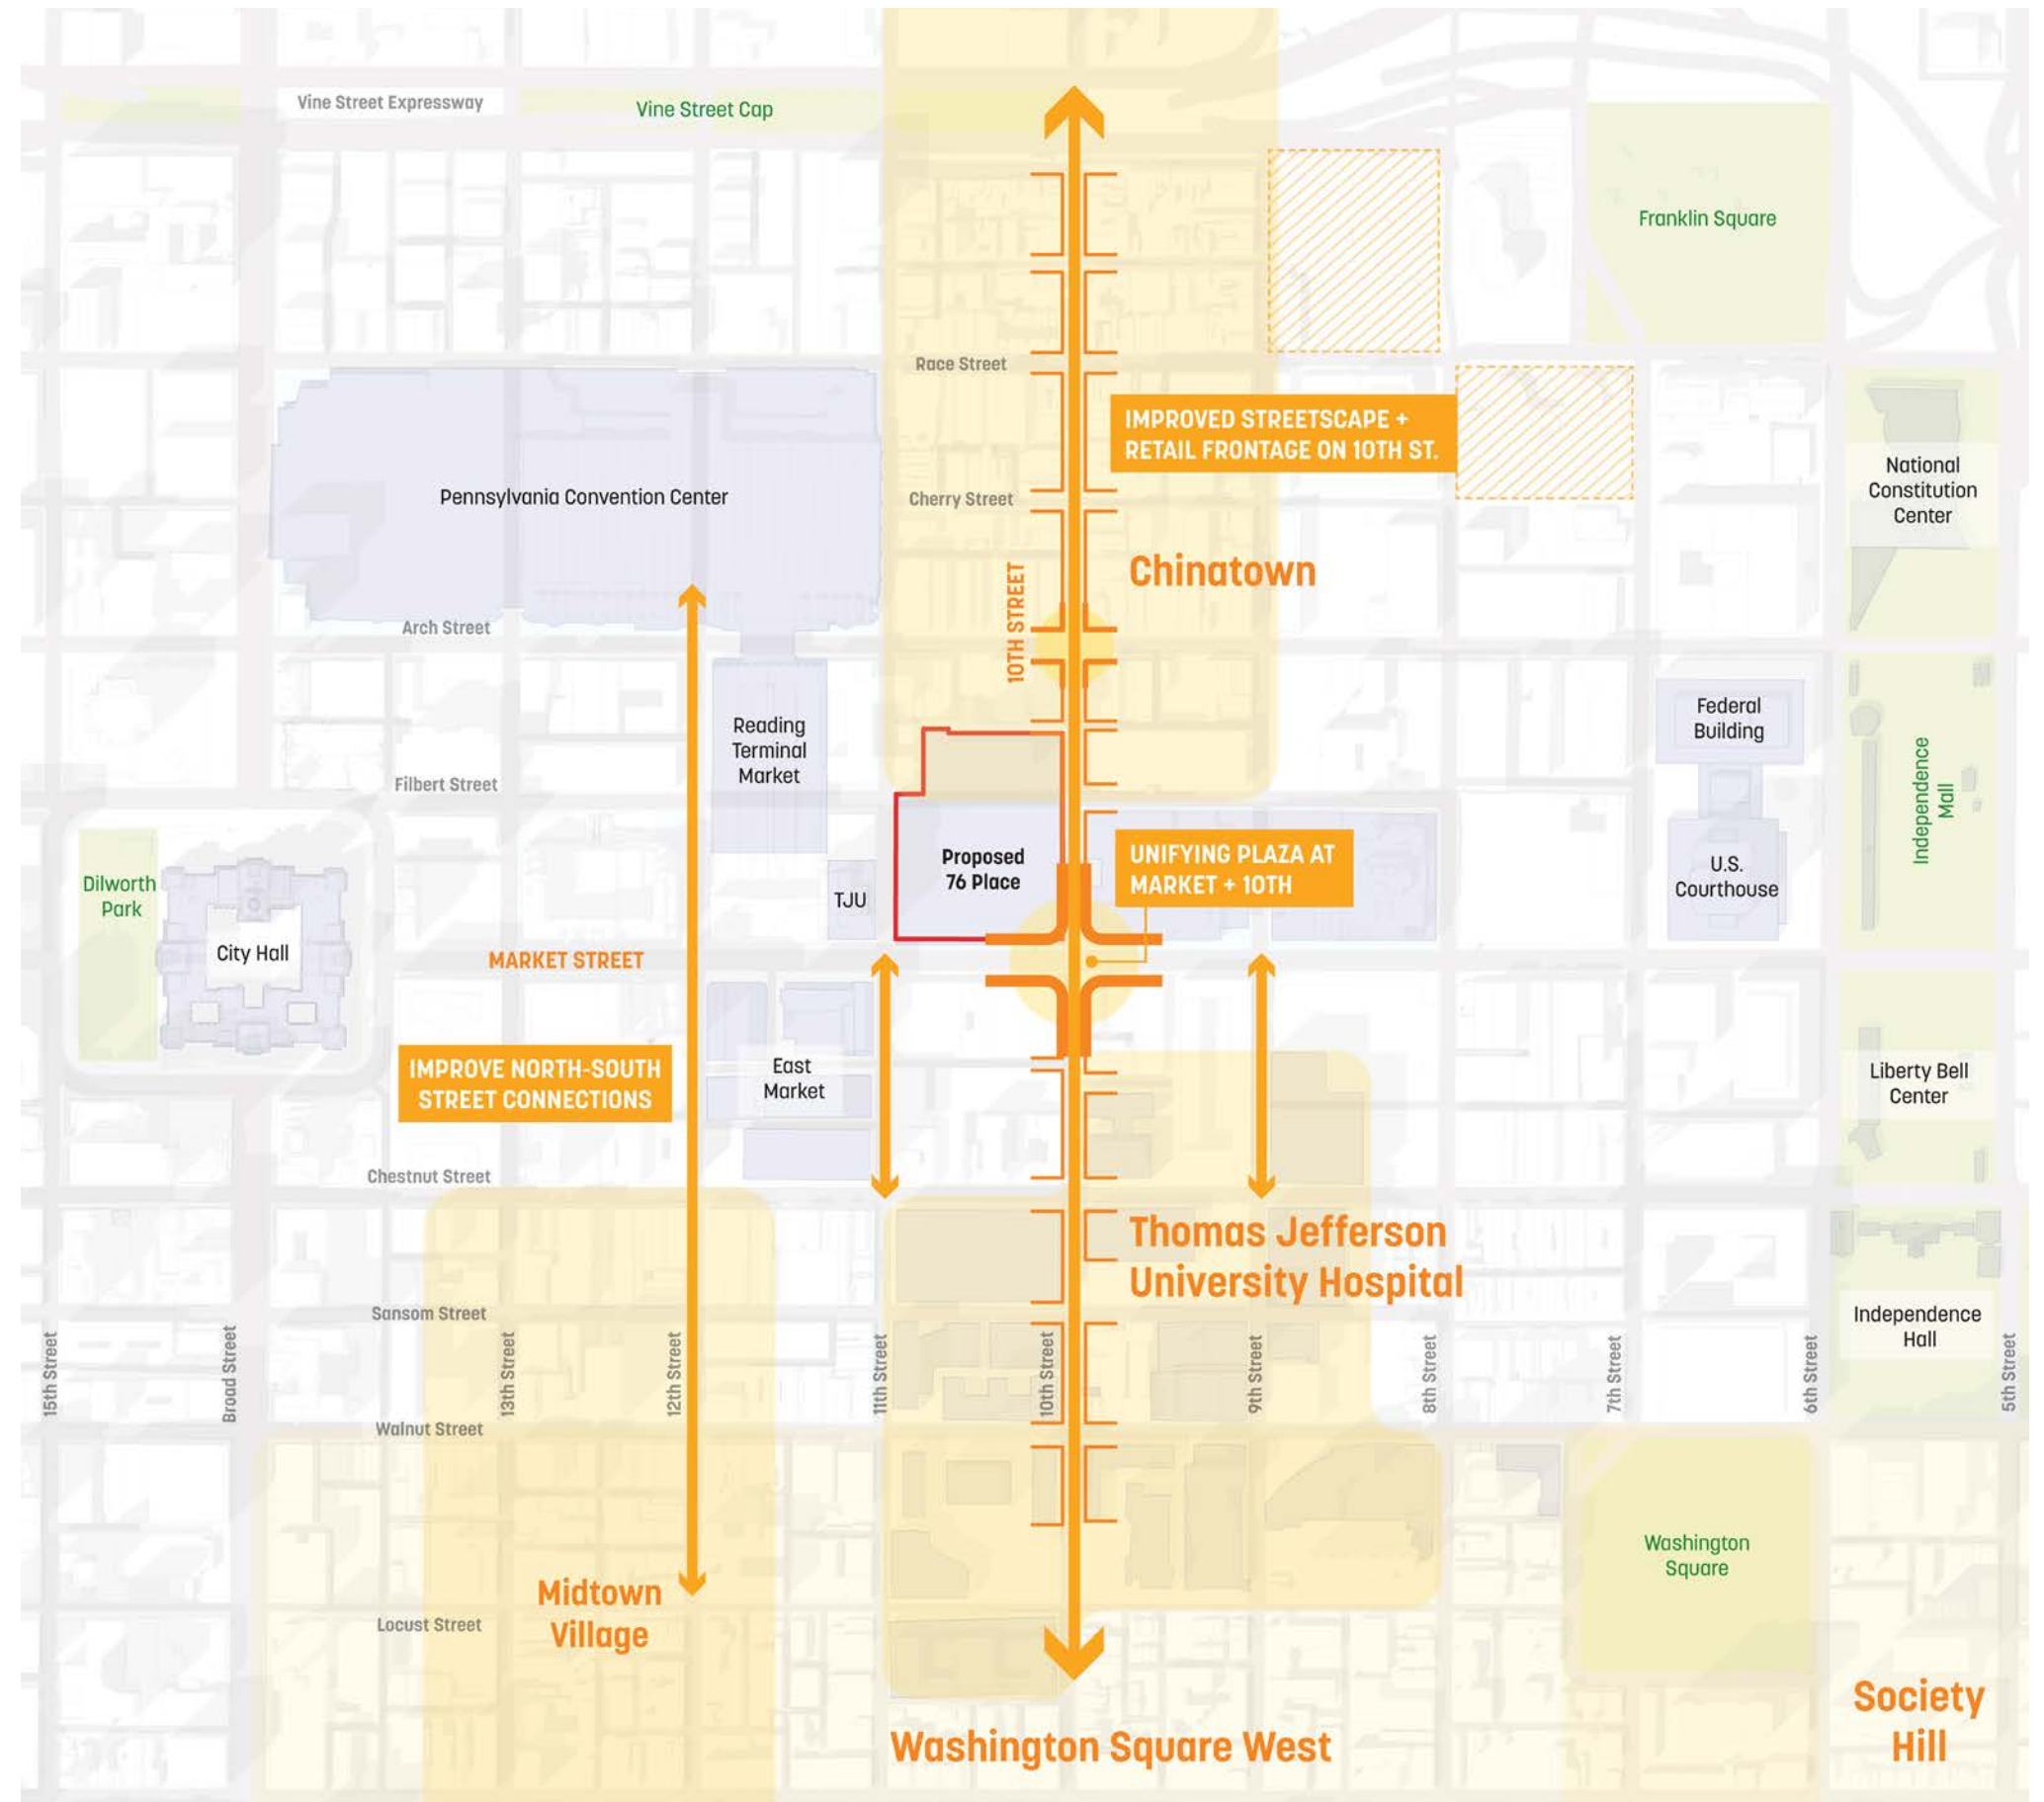 Vine Street Expressway
Vine Street Cap
Franklin Square
Race Street
IMPROVED STREETSCAPE +
RETAIL FRONTAGE ON 10TH ST.
Pennsylvania Convention Center
Cherry Street
National
Constitution
Center
Chinatown
10TH STREET
Arch Street
Reading
Terminal
Market
Federal
Building
Filbert Street
Independence
Mall
Proposed
76 Place
UNIFYING PLAZA AT
MARKET + 10TH
U.S.
Courthouse
Dilworth
Park
TJU
City Hall
MARKET STREET
IMPROVE NORTH-SOUTH
STREET CONNECTIONS
East
Market
Liberty Bell
Center
Chestnut Street
Thomas Jefferson
University Hospital
Sansom Street
Independence
Hall
15th Street
Broad Street
13th Street
12th Street
11th Street
10th Street
9th Street
8th Street
7th Street
6th Street
5th Street
Walnut Street
Washington
Square
Midtown
Village
Locust Street
Society
Hill
Washington Square West